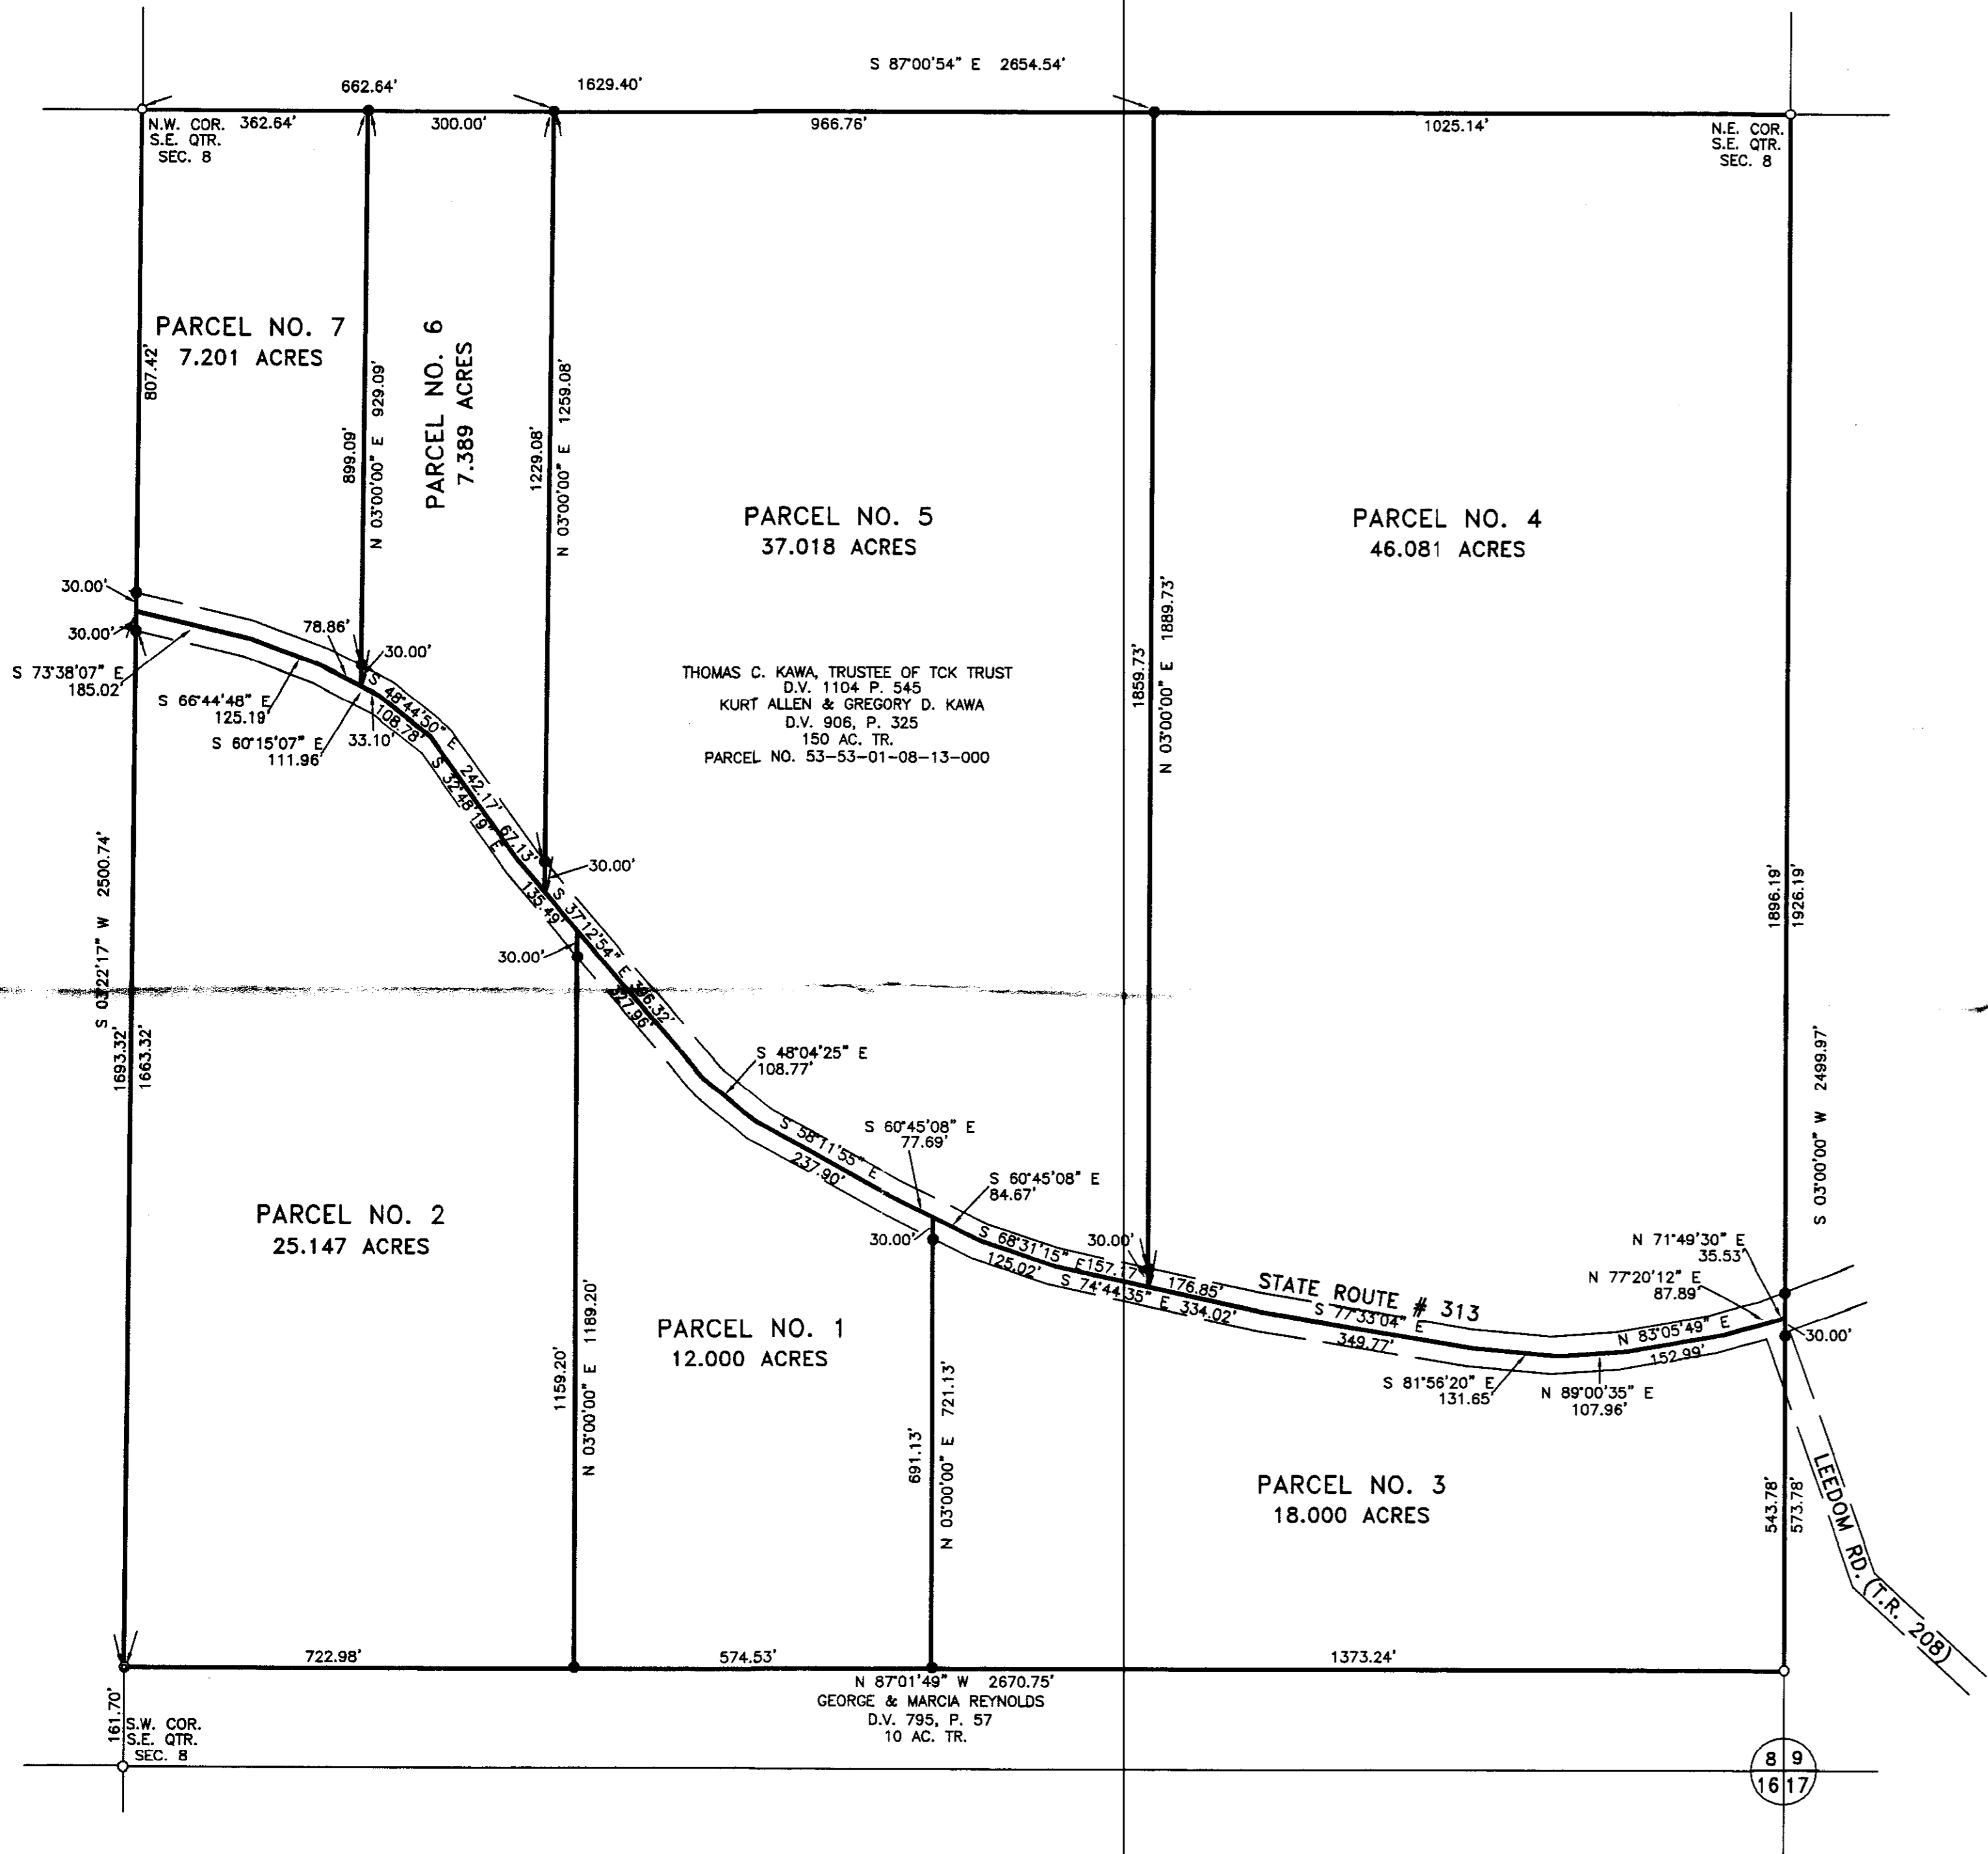 S 87°00'54" E 2654.54'
662.64'
1629.40'
362.64'
300.00'
966.76'
1025.14'
N.W. COR.
S.E. QTR.
SEC. 8
N.E. COR.
S.E. QTR.
SEC. 8
PARCEL NO. 7
7.201 ACRES
807.42'
899.09'
N 03°00'00" E 929.09'
PARCEL NO. 6
7.389 ACRES
1229.08'
N 03°00'00" E 1259.08'
PARCEL NO. 5
37.018 ACRES
PARCEL NO. 4
46.081 ACRES
THOMAS C. KAWA, TRUSTEE OF TCK TRUST
D.V. 1104 P. 545
KURT ALLEN & GREGORY D. KAWA
D.V. 906, P. 325
150 AC. TR.
PARCEL NO. 53-53-01-08-13-000
1859.73'
N 03°00'00" E 1889.73'
30.00'
30.00'
S 73°38'07" E
185.02'
S 66°44'48" E
125.19'
S 60°15'07" E
111.96'
78.86'
30.00'
33.10'
S 48°44'50" E
108.78'
242.17'
S 32°48'19" E
67.13'
135.49'
30.00'
S 37°12'54" E 396.32'
327.96'
30.00'
S 03°22'17" W 2500.74'
1693.32'
1663.32'
1896.19'
1926.19'
S 03°00'00" W 2499.97'
S 48°04'25" E
108.77'
S 58°11'55" E
237.90'
S 60°45'08" E
77.69'
S 60°45'08" E
84.67'
30.00'
S 68°31'15" E
125.02'
157.17'
30.00'
176.85'
S 74°44'35" E 334.02'
STATE ROUTE # 313
S 77°33'04" E
349.77'
S 81°56'20" E
131.65'
N 89°00'35" E
107.96'
N 83°05'49" E
152.99'
N 77°20'12" E
87.89'
N 71°49'30" E
35.53'
30.00'
PARCEL NO. 2
25.147 ACRES
1159.20'
N 03°00'00" E 1189.20'
PARCEL NO. 1
12.000 ACRES
691.13'
N 03°00'00" E 721.13'
PARCEL NO. 3
18.000 ACRES
543.78'
573.78'
LEEDOM RD. (T.R. 208)
722.98'
574.53'
1373.24'
N 87°01'49" W 2670.75'
GEORGE & MARCIA REYNOLDS
D.V. 795, P. 57
10 AC. TR.
161.70'
S.W. COR.
S.E. QTR.
SEC. 8
8 9
16 17